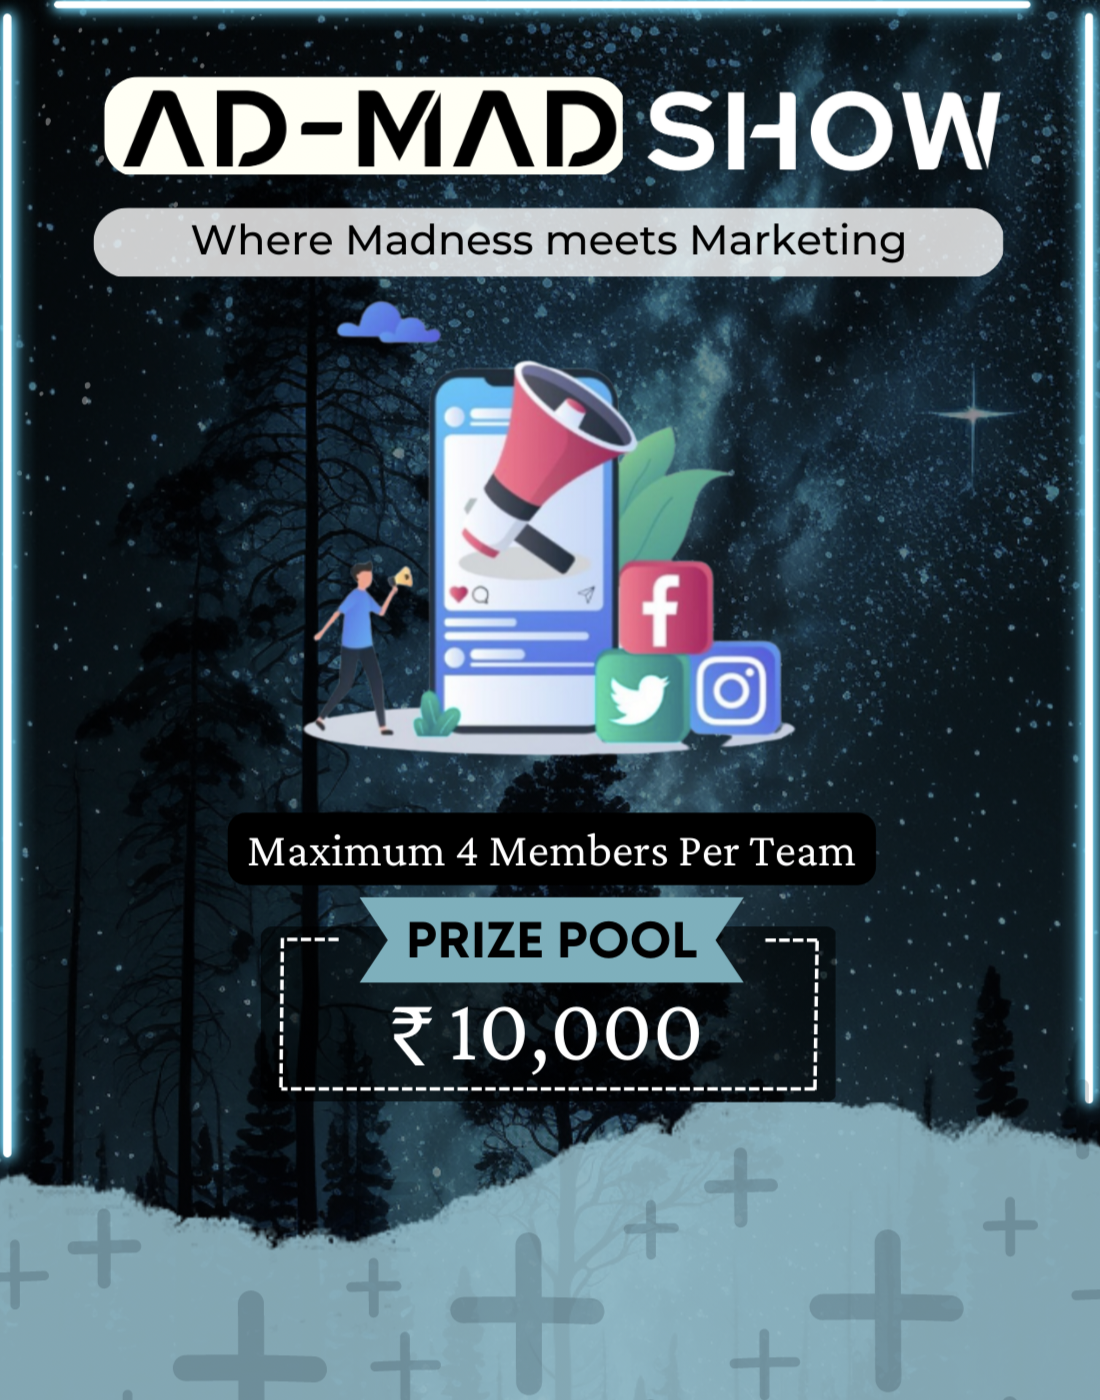 AD-MAD SHOW
Where Madness meets Marketing
Maximum 4 Members Per Team
PRIZE POOL
₹ 10,000